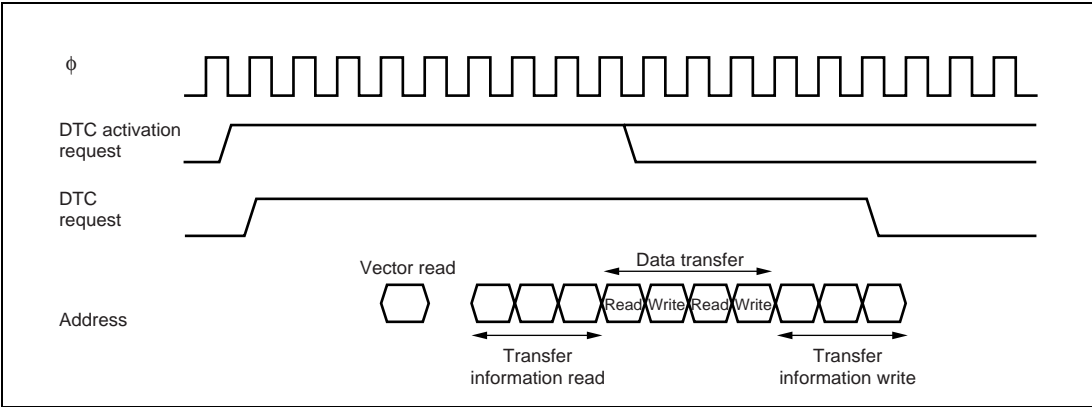 ϕ
DTC activation
request
DTC
request
Vector read
Data transfer
Address
Read Write Read Write
Transfer
information read
Transfer
information write